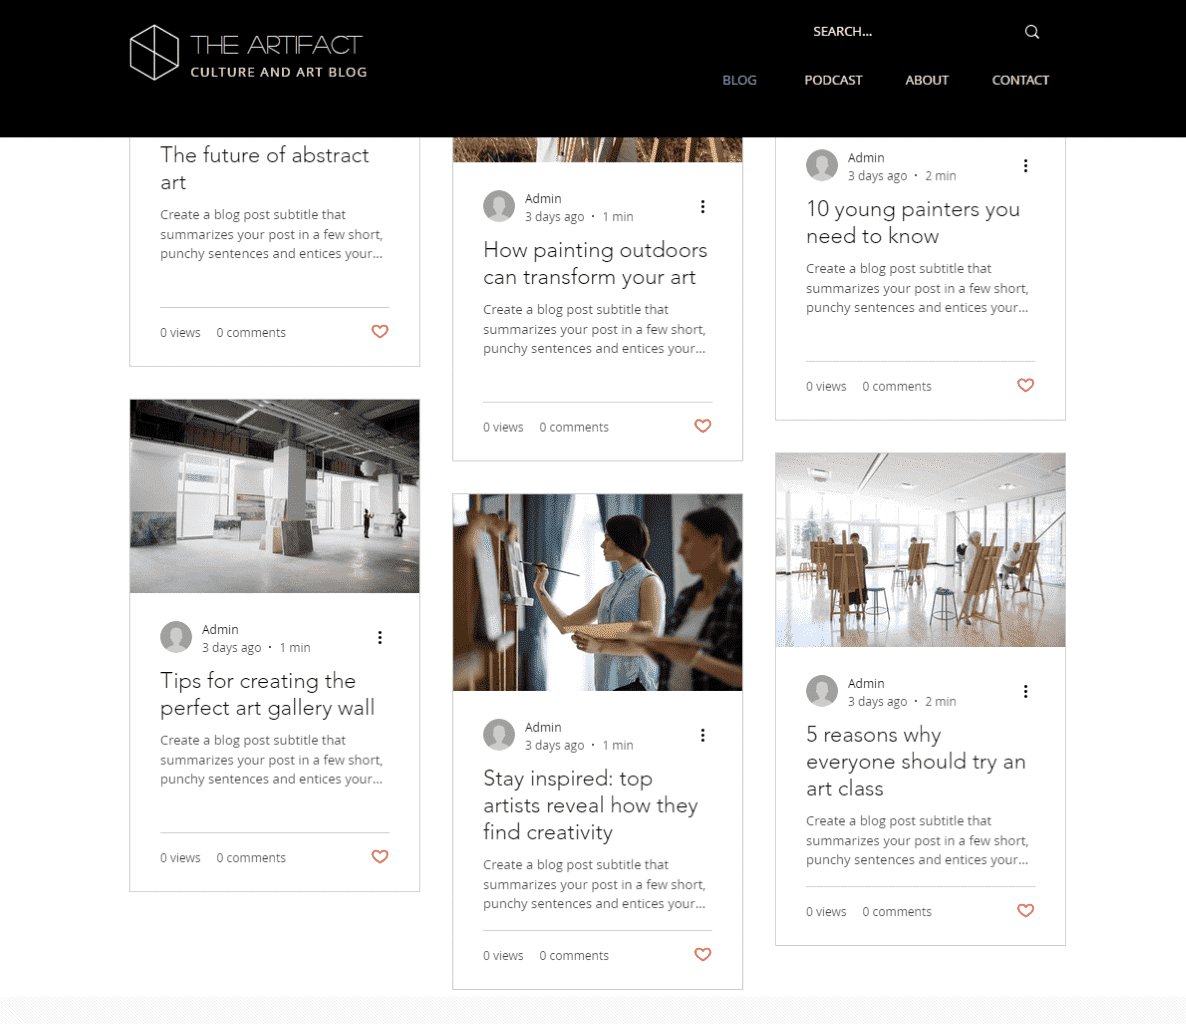 THE ARTIFACT
CULTURE AND ART BLOG
SEARCH...
BLOG
PODCAST
ABOUT
CONTACT
The future of abstract
art
Create a blog post subtitle that
summarizes your post in a few short,
punchy sentences and entices your...
0 views 0 comments
Admin
3 days ago · 1 min
How painting outdoors
can transform your art
Create a blog post subtitle that
summarizes your post in a few short,
punchy sentences and entices your...
0 views 0 comments
Admin
3 days ago · 2 min
10 young painters you
need to know
Create a blog post subtitle that
summarizes your post in a few short,
punchy sentences and entices your...
0 views 0 comments
Admin
3 days ago · 1 min
Tips for creating the
perfect art gallery wall
Create a blog post subtitle that
summarizes your post in a few short,
punchy sentences and entices your...
0 views 0 comments
Admin
3 days ago · 1 min
Stay inspired: top
artists reveal how they
find creativity
Create a blog post subtitle that
summarizes your post in a few short,
punchy sentences and entices your...
0 views 0 comments
Admin
3 days ago · 2 min
5 reasons why
everyone should try an
art class
Create a blog post subtitle that
summarizes your post in a few short,
punchy sentences and entices your...
0 views 0 comments